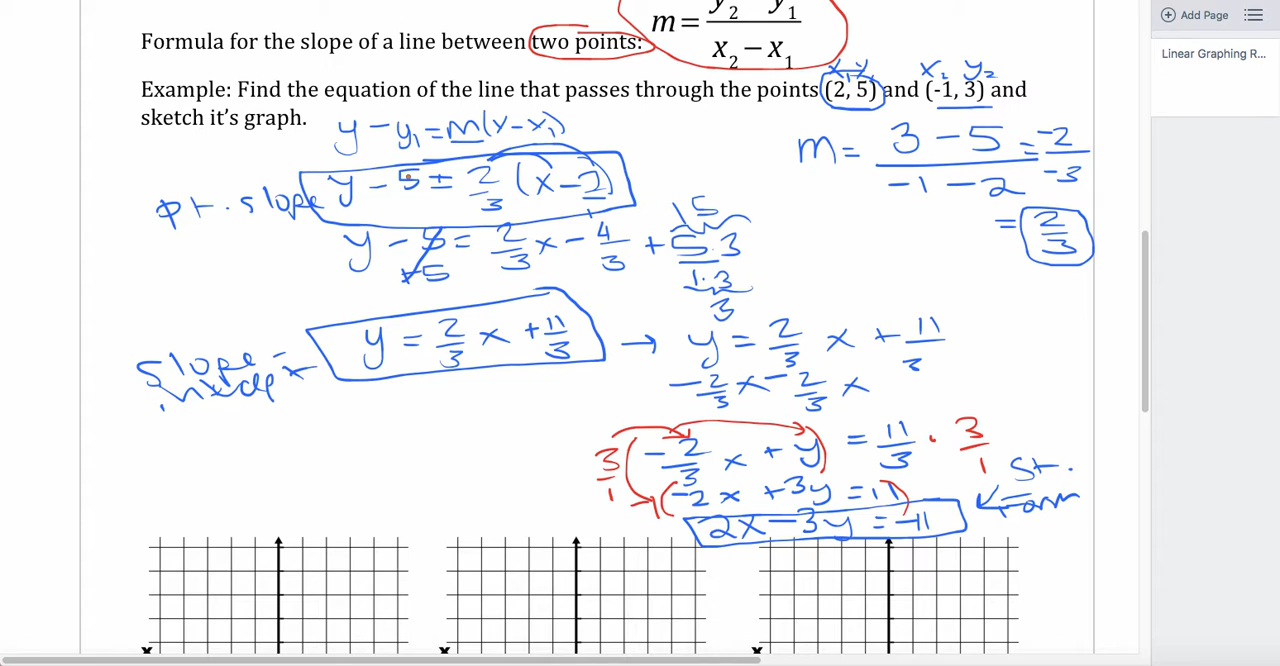 Add Page
Linear Graphing R...
Formula for the slope of a line between two points: m = y2 y1 / x2 − x1
Example: Find the equation of the line that passes through the points (2, 5) and (-1, 3) and
x2 y2
sketch it's graph.
y - y1 = m(y - x1)
m = 3 - 5 / -1 - 2 = -2 / -3
pt. slope y - 5 = 2/3 (x - 2)
= 2/3
y - 5 = 2/3 x - 4/3 + 5·3 / 1·3
15
+5
3
slope- y = 2/3 x + 11/3 → y = 2/3 x + 11/3
-2/3 x -2/3 x
3/1 ( -2/3 x + y ) = 11/3 · 3/1
-1(-2x + 3y = 11) St.
2x - 3y = -11 ← Form
x x x